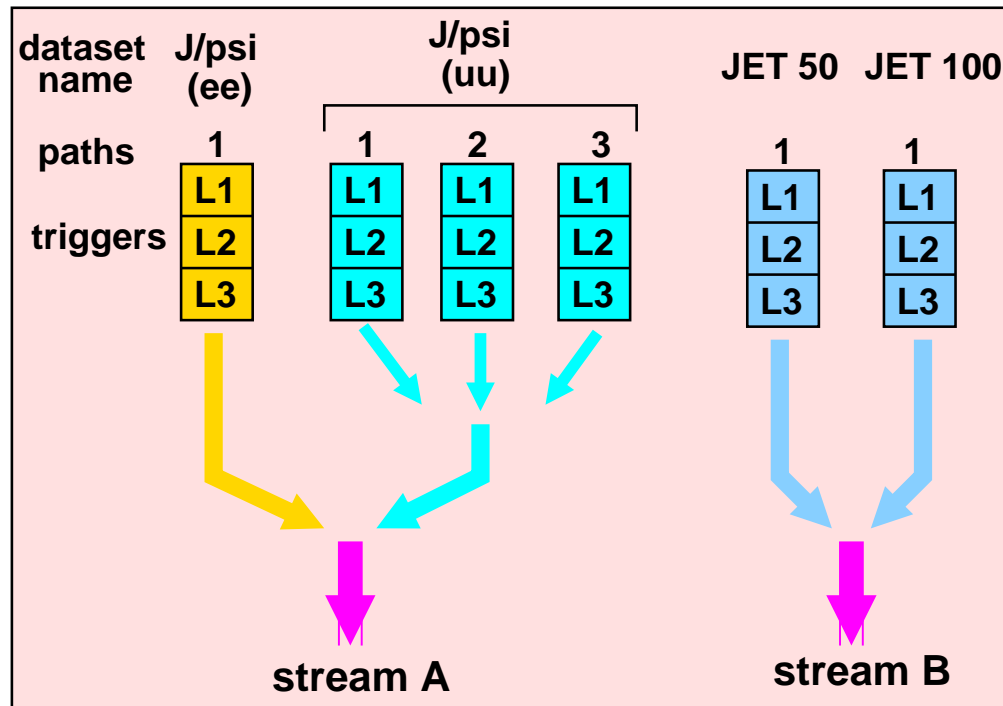 dataset name
J/psi (ee)
J/psi (uu)
JET 50 JET 100
paths 1 1 2 3 1 1
triggers
L1 L1 L1 L1 L1 L1
L2 L2 L2 L2 L2 L2
L3 L3 L3 L3 L3 L3
stream A stream B